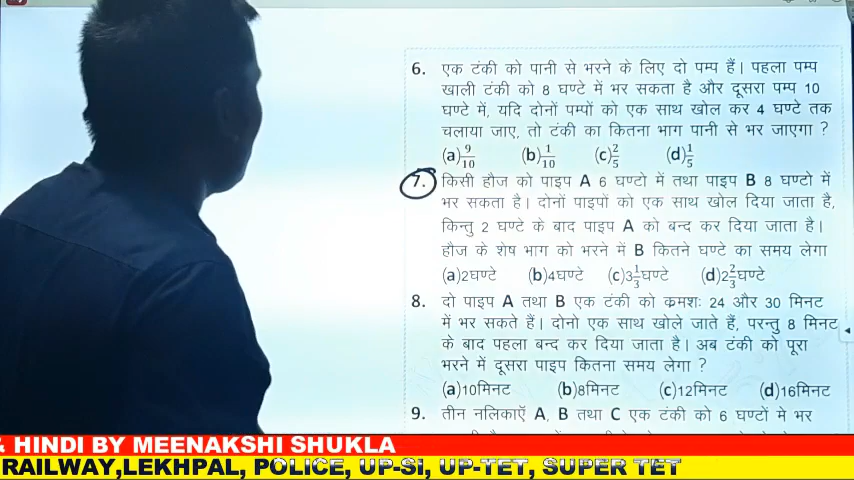 6. एक टंकी को पानी से भरने के लिए दो पम्प हैं। पहला पम्प
खाली टंकी को 8 घण्टे में भर सकता है और दूसरा पम्प 10
घण्टे में, यदि दोनों पम्पों को एक साथ खोल कर 4 घण्टे तक
चलाया जाए, तो टंकी का कितना भाग पानी से भर जाएगा ?
(a) 9/10 (b) 1/10 (c) 2/5 (d) 1/5
7. किसी हौज को पाइप A 6 घण्टो में तथा पाइप B 8 घण्टो में
भर सकता है। दोनों पाइपों को एक साथ खोल दिया जाता है,
किन्तु 2 घण्टे के बाद पाइप A को बन्द कर दिया जाता है।
हौज के शेष भाग को भरने में B कितने घण्टे का समय लेगा
(a)2घण्टे (b)4घण्टे (c)3 1/3 घण्टे (d)2 2/3 घण्टे
8. दो पाइप A तथा B एक टंकी को क्रमशः 24 और 30 मिनट
में भर सकते हैं। दोनो एक साथ खोले जाते हैं, परन्तु 8 मिनट
के बाद पहला बन्द कर दिया जाता है। अब टंकी को पूरा
भरने में दूसरा पाइप कितना समय लेगा ?
(a)10मिनट (b)8मिनट (c)12मिनट (d)16मिनट
9. तीन नलिकाएँ A, B तथा C एक टंकी को 6 घण्टों मे भर
& HINDI BY MEENAKSHI SHUKLA
RAILWAY,LEKHPAL, POLICE, UP-SI, UP-TET, SUPER TET